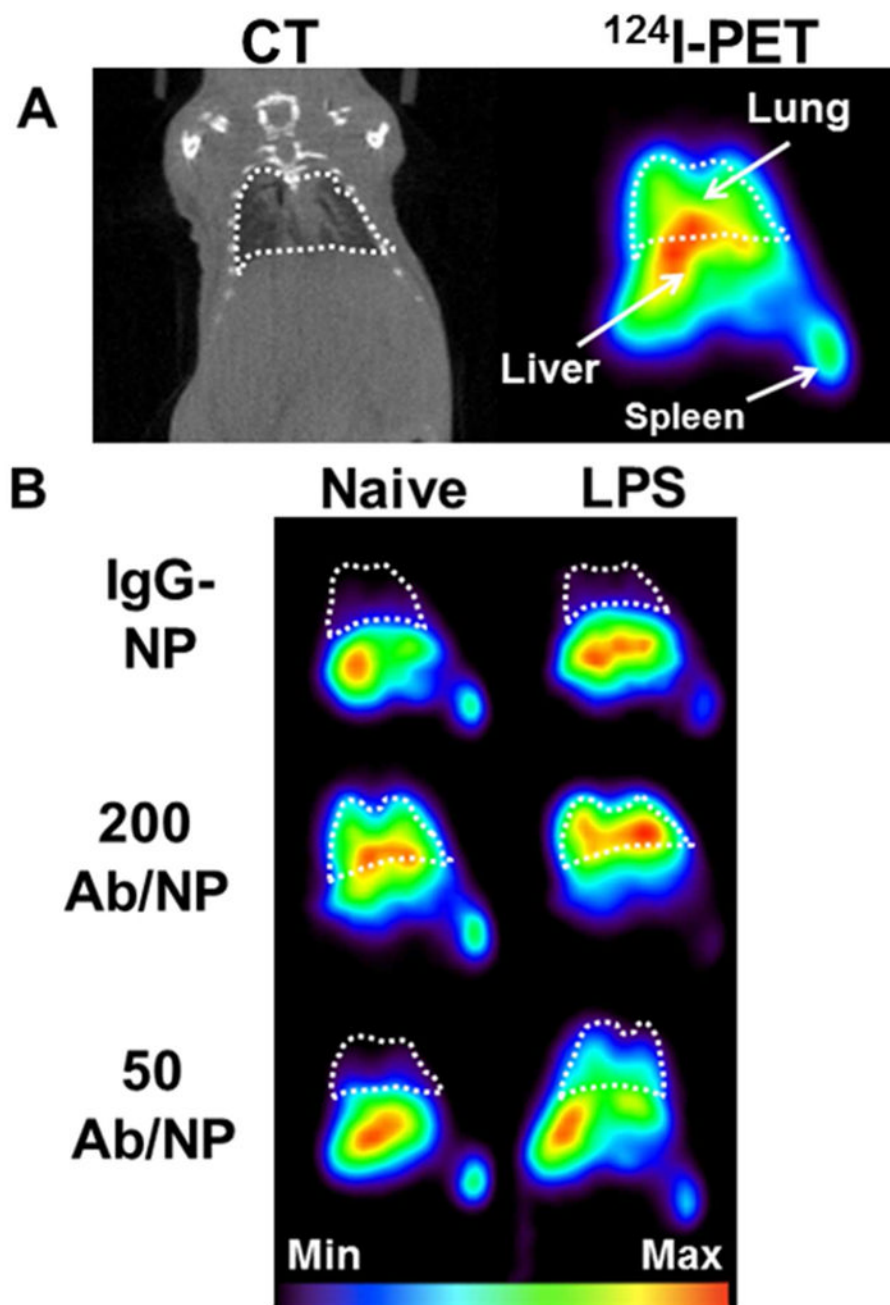 CT
¹²⁴I-PET
A
Lung
Liver
Spleen
B
Naive
LPS
IgG-
NP
200
Ab/NP
50
Ab/NP
Min
Max